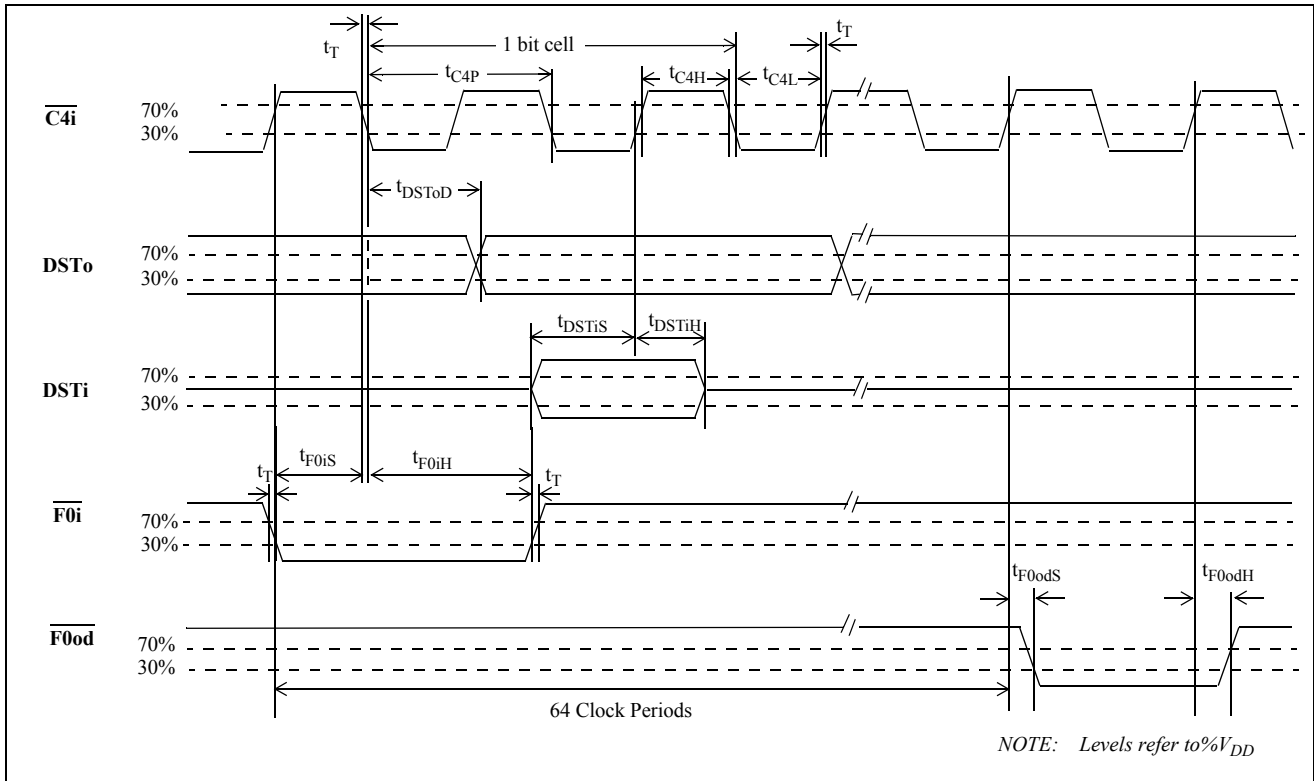 tT
1 bit cell
tT
tC4P
tC4H
tC4L
C4i
70%
30%
tDSToD
DSTo
70%
30%
tDSTiS
tDSTiH
DSTi
70%
30%
tT
tF0iS
tF0iH
tT
F0i
70%
30%
tF0odS
tF0odH
F0od
70%
30%
64 Clock Periods
NOTE: Levels refer to%VDD